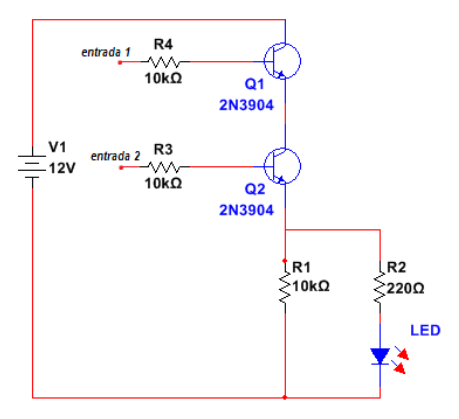 entrada 1
R4
10kΩ
Q1
2N3904
V1
12V
entrada 2
R3
10kΩ
Q2
2N3904
R1
10kΩ
R2
220Ω
LED